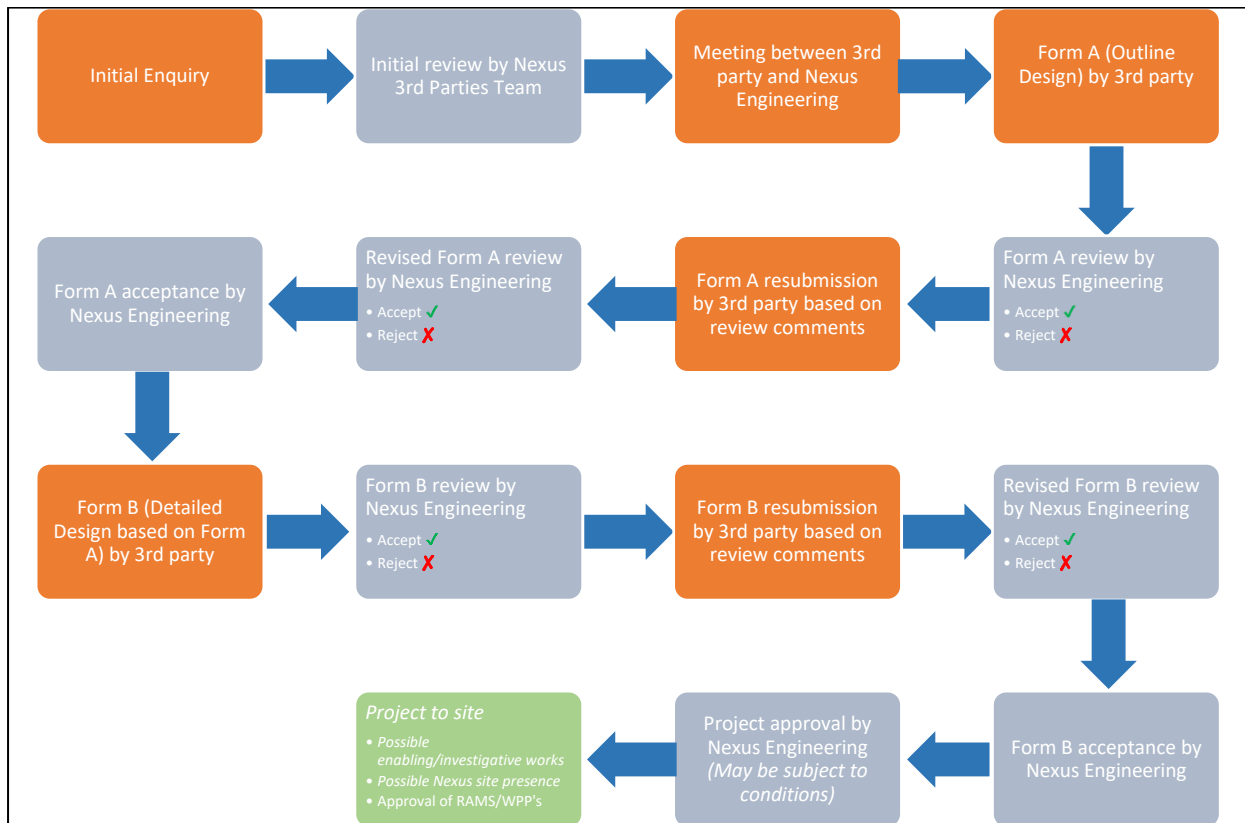 Initial Enquiry
Initial review by Nexus
3rd Parties Team
Meeting between 3rd
party and Nexus
Engineering
Form A (Outline
Design) by 3rd party
Form A review by
Nexus Engineering
• Accept ✓
• Reject ✗
Form A resubmission
by 3rd party based on
review comments
Revised Form A review
by Nexus Engineering
• Accept ✓
• Reject ✗
Form A acceptance by
Nexus Engineering
Form B (Detailed
Design based on Form
A) by 3rd party
Form B review by
Nexus Engineering
• Accept ✓
• Reject ✗
Form B resubmission
by 3rd party based on
review comments
Revised Form B review
by Nexus Engineering
• Accept ✓
• Reject ✗
Form B acceptance by
Nexus Engineering
Project approval by
Nexus Engineering
(May be subject to
conditions)
Project to site
• Possible
enabling/investigative works
• Possible Nexus site presence
• Approval of RAMS/WPP's